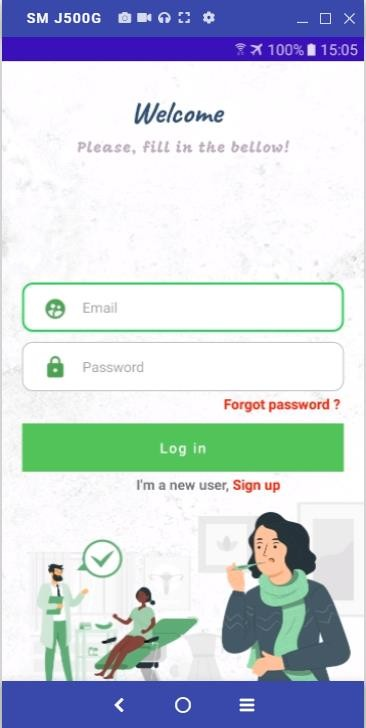 SM J500G
100% 15:05
Welcome
Please, fill in the bellow!
Email
Password
Forgot password ?
Log in
I'm a new user, Sign up